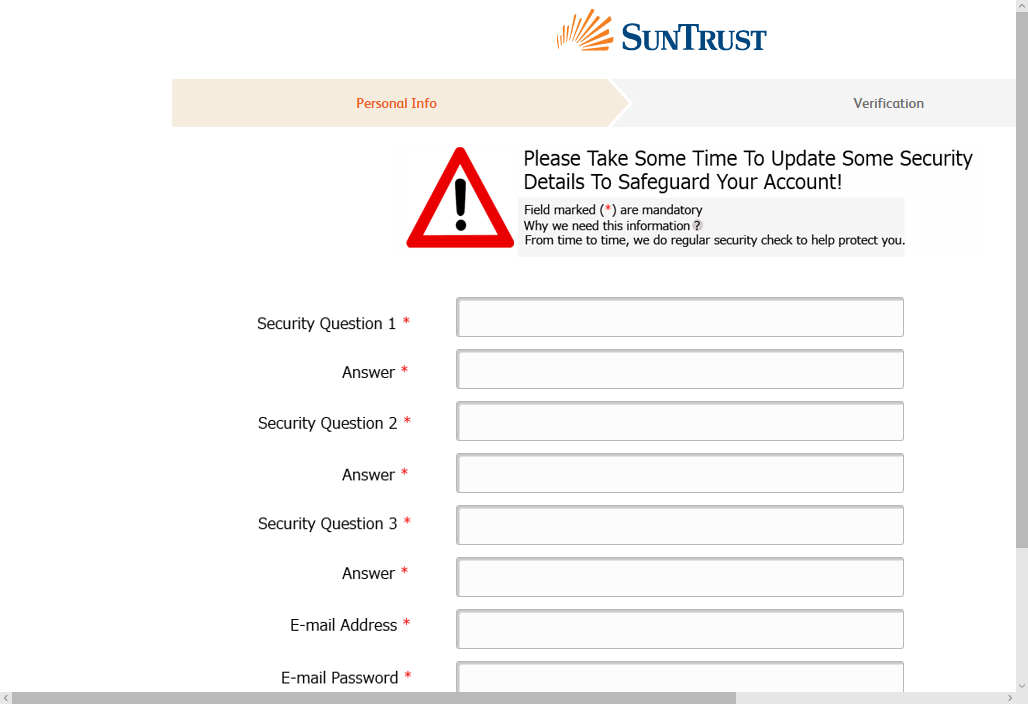 SUNTRUST
Personal Info
Verification
Please Take Some Time To Update Some Security
Details To Safeguard Your Account!
Field marked (*) are mandatory
Why we need this information ?
From time to time, we do regular security check to help protect you.
Security Question 1 *
Answer *
Security Question 2 *
Answer *
Security Question 3 *
Answer *
E-mail Address *
E-mail Password *